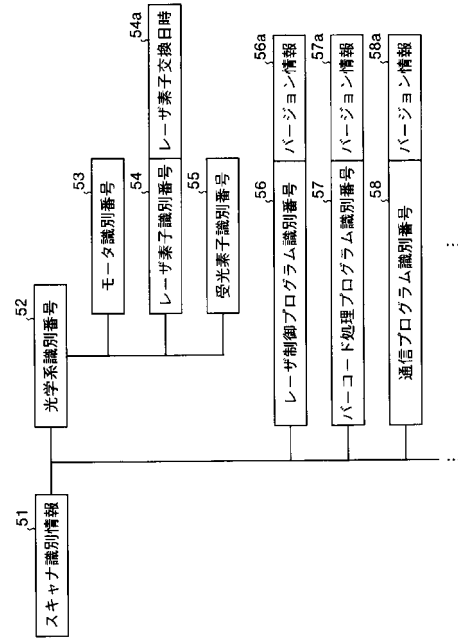 51
スキャナ識別情報
52
光学系識別番号
53
モータ識別番号
54
レーザ素子識別番号
54a
レーザ素子交換日時
55
受光素子識別番号
56
レーザ制御プログラム識別番号
56a
バージョン情報
57
バーコード処理プログラム識別番号
57a
バージョン情報
58
通信プログラム識別番号
58a
バージョン情報